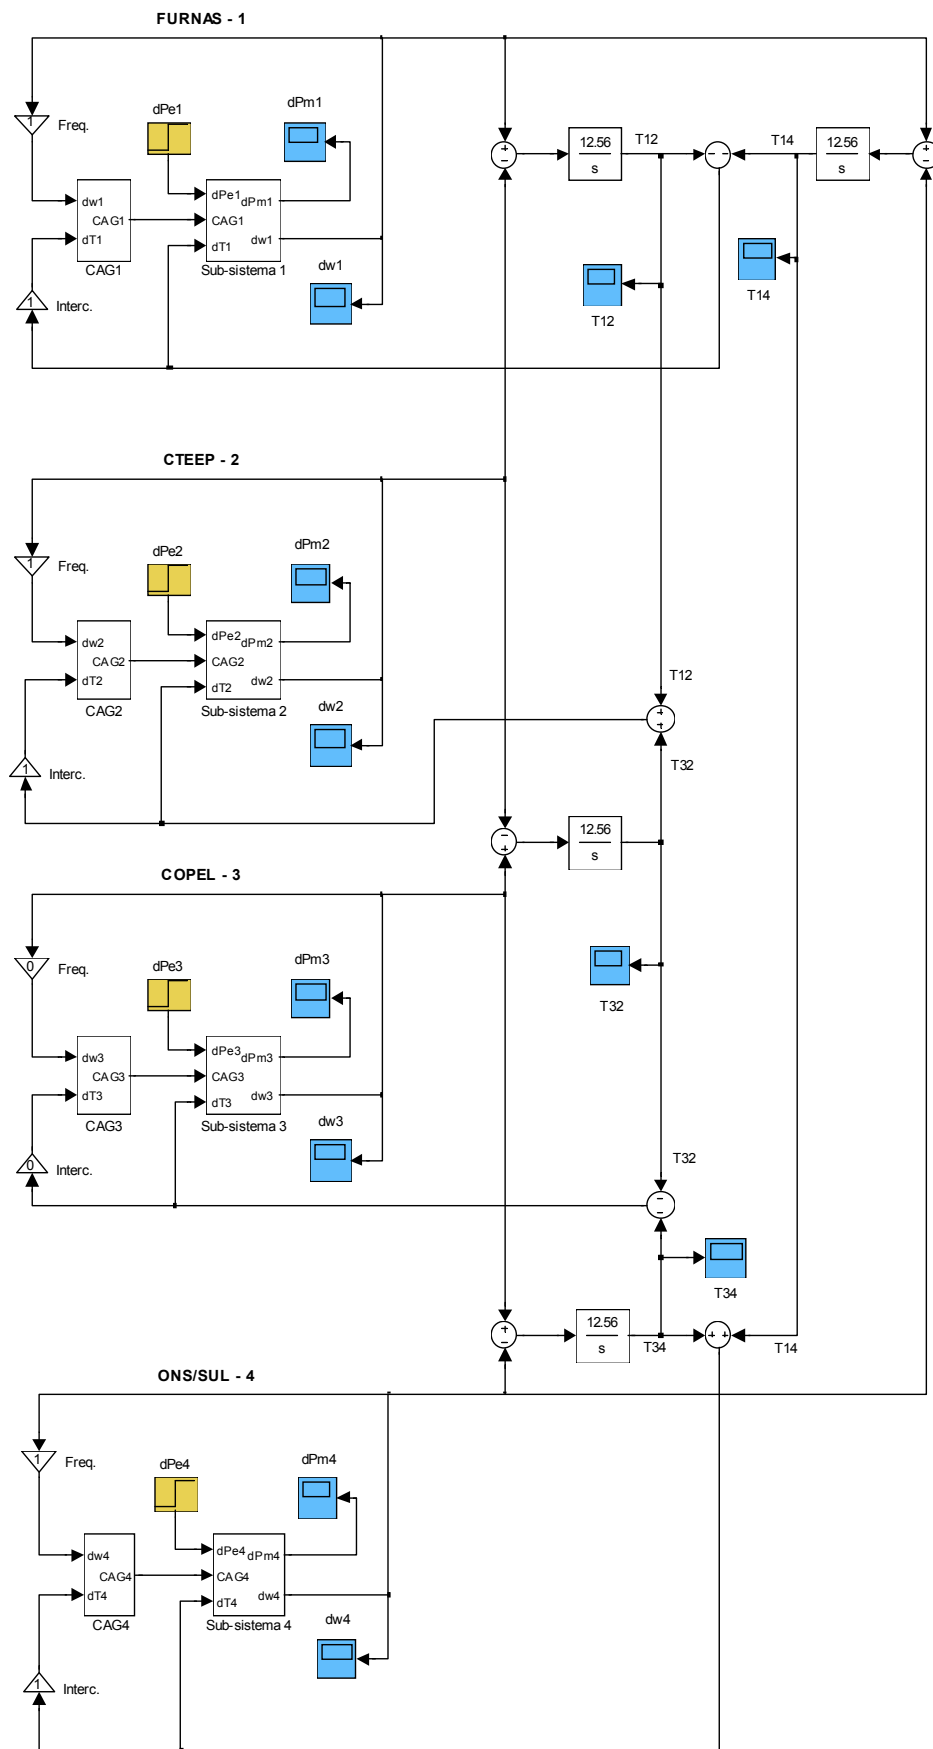 FURNAS - 1
dPe1
dPm1
1
Freq.
12.56
s
T12
T14
12.56
s
+
−
− −
+
−
dw1
CAG1
dT1
CAG1
dPe1
dPm1
CAG1
dw1
dT1
Sub-sistema 1
dw1
1
Interc.
T12
T14
CTEEP - 2
dPe2
dPm2
1
Freq.
dw2
CAG2
dT2
CAG2
dPe2
dPm2
CAG2
dw2
dT2
Sub-sistema 2
dw2
1
Interc.
T12
+
+
T32
−
+
12.56
s
COPEL - 3
dPe3
dPm3
0
Freq.
T32
dw3
CAG3
dT3
CAG3
dPe3
dPm3
CAG3
dw3
dT3
Sub-sistema 3
dw3
0
Interc.
T32
−
−
T34
+
−
12.56
s
T34
+ +
T14
ONS/SUL - 4
dPe4
dPm4
1
Freq.
dw4
CAG4
dT4
CAG4
dPe4
dPm4
CAG4
dw4
dT4
Sub-sistema 4
dw4
1
Interc.